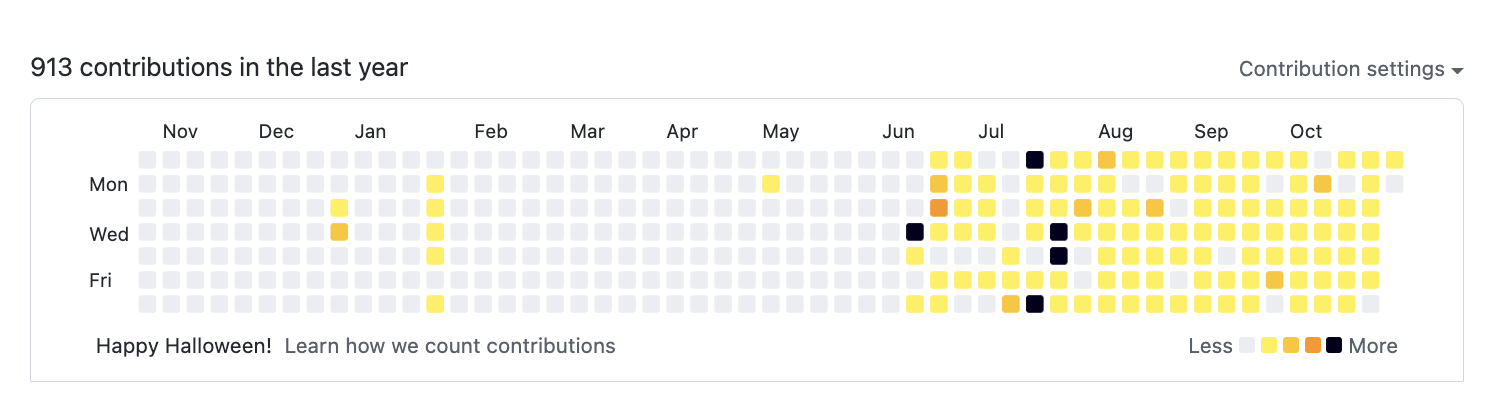 913 contributions in the last year
Contribution settings
Nov Dec Jan Feb Mar Apr May Jun Jul Aug Sep Oct
Mon
Wed
Fri
Happy Halloween! Learn how we count contributions
Less More